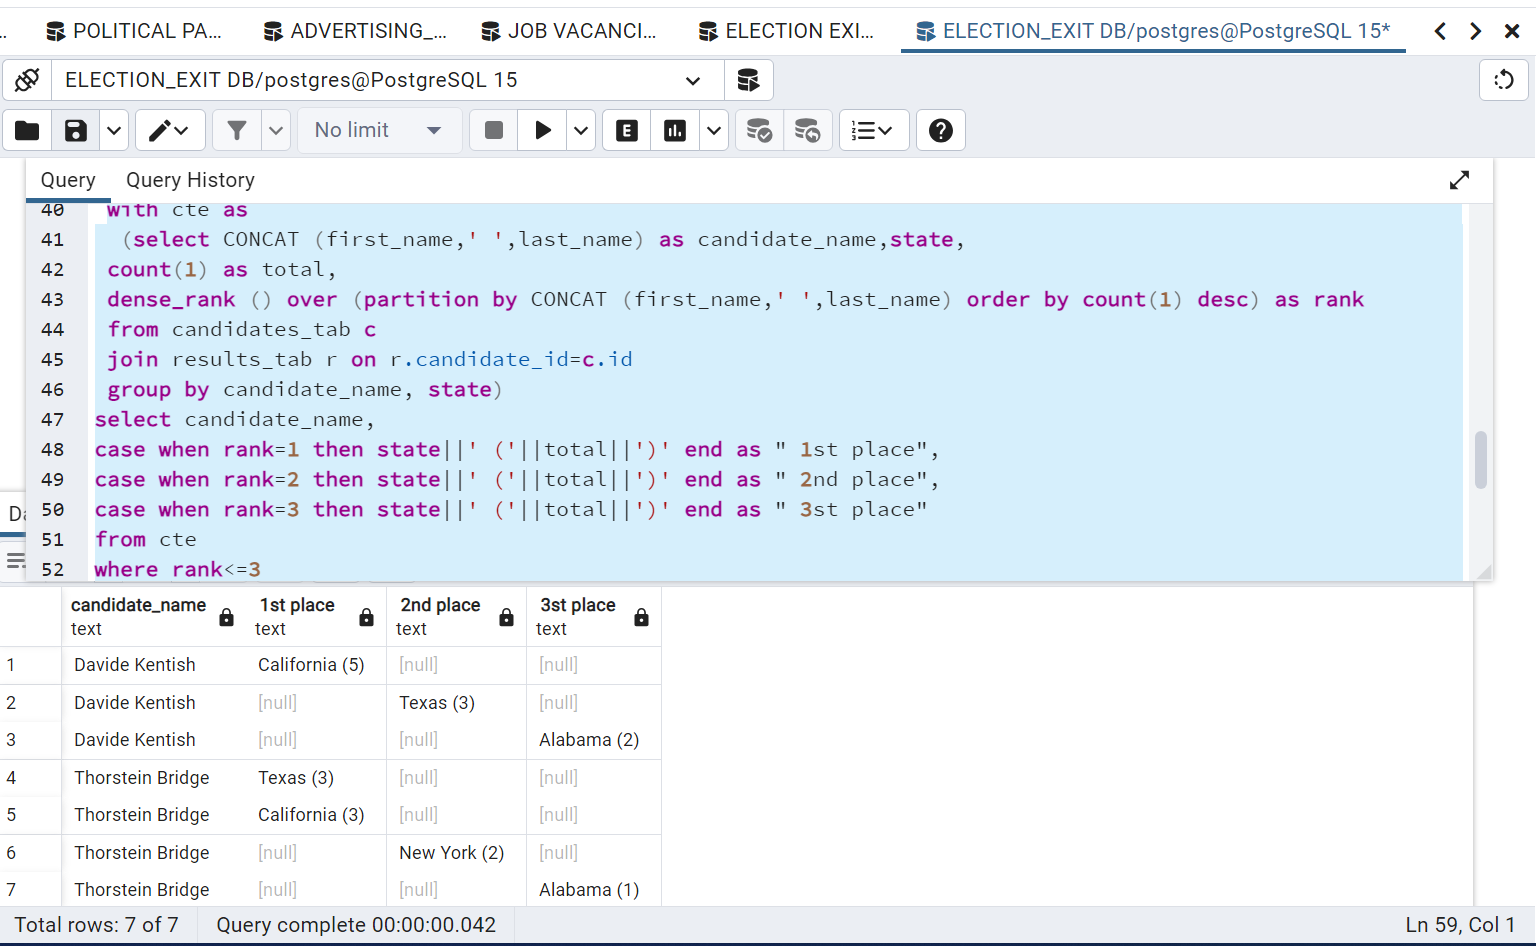 POLITICAL PA...
ADVERTISING_...
JOB VACANCI...
ELECTION EXI...
ELECTION_EXIT DB/postgres@PostgreSQL 15*
ELECTION_EXIT DB/postgres@PostgreSQL 15
No limit
E
Query
Query History
40 with cte as
41 (select CONCAT (first_name,' ',last_name) as candidate_name,state,
42 count(1) as total,
43 dense_rank () over (partition by CONCAT (first_name,' ',last_name) order by count(1) desc) as rank
44 from candidates_tab c
45 join results_tab r on r.candidate_id=c.id
46 group by candidate_name, state)
47 select candidate_name,
48 case when rank=1 then state||' ('||total||')' end as " 1st place",
49 case when rank=2 then state||' ('||total||')' end as " 2nd place",
50 case when rank=3 then state||' ('||total||')' end as " 3st place"
51 from cte
52 where rank<=3
candidate_name text
1st place text
2nd place text
3st place text
1 Davide Kentish California (5) [null] [null]
2 Davide Kentish [null] Texas (3) [null]
3 Davide Kentish [null] [null] Alabama (2)
4 Thorstein Bridge Texas (3) [null] [null]
5 Thorstein Bridge California (3) [null] [null]
6 Thorstein Bridge [null] New York (2) [null]
7 Thorstein Bridge [null] [null] Alabama (1)
Total rows: 7 of 7
Query complete 00:00:00.042
Ln 59, Col 1